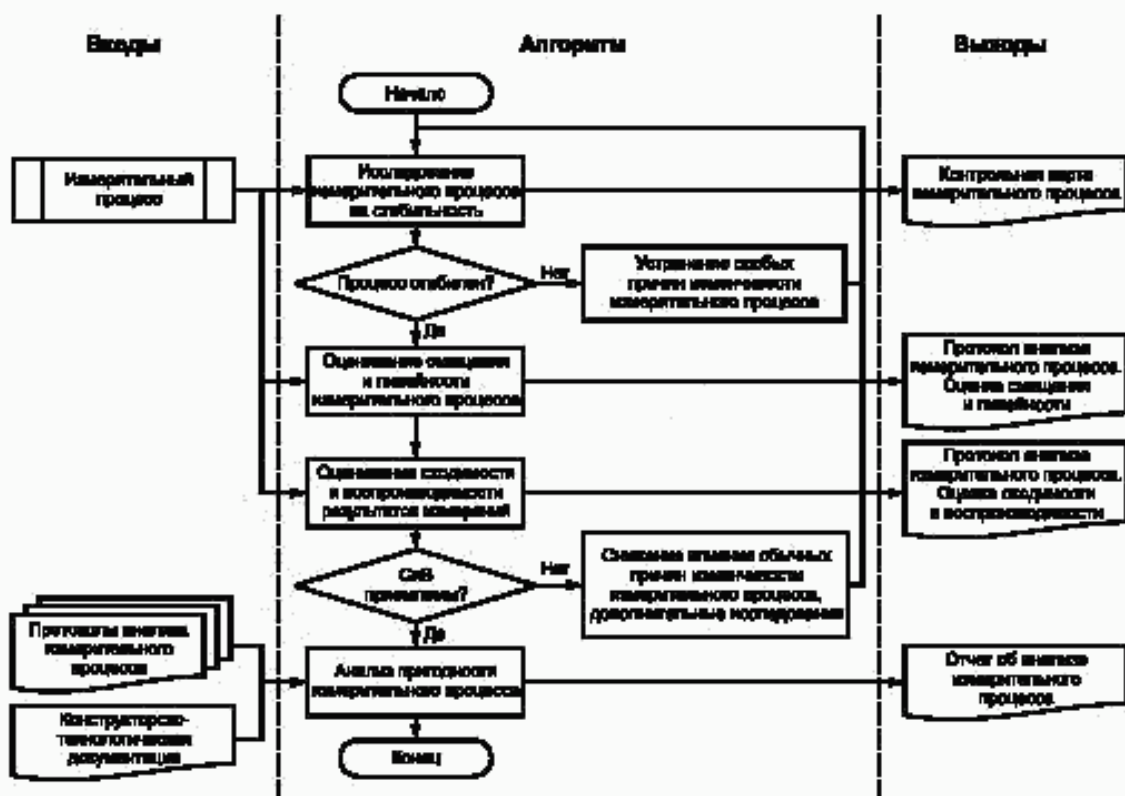 Входы
Алгоритм
Выходы
Начало
Измерительный
процесс
Исследование
измерительного процесса
на стабильность
Контрольная карта
измерительного процесса
Процесс стабилен?
Нет
Устранение особых
причин изменчивости
измерительного процесса
Да
Оценивание смещения
и линейности
измерительного процесса
Протокол анализа
измерительного процесса.
Оценка смещения
и линейности
Оценивание сходимости
и воспроизводимости
результатов измерений
Протокол анализа
измерительного процесса.
Оценка сходимости
и воспроизводимости
СиВ
приемлемы?
Нет
Снижение влияния обычных
причин изменчивости
измерительного процесса,
дополнительные исследования
Да
Протоколы анализа
измерительного
процесса
Анализ пригодности
измерительного процесса
Отчет об анализе
измерительного
процесса
Конструкторско-
технологическая
документация
Конец